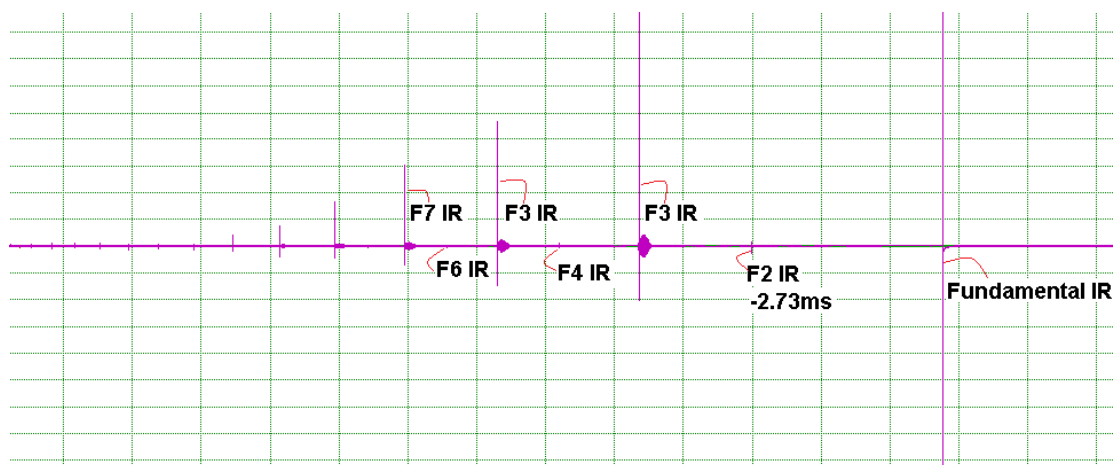 F7 IR
F3 IR
F3 IR
F6 IR
F4 IR
F2 IR
-2.73ms
Fundamental IR